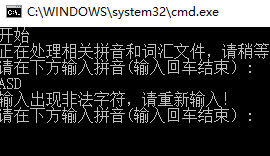 C:\WINDOWS\system32\cmd.exe
开始
正在处理相关拼音和词汇文件，请稍等
请在下方输入拼音(输入回车结束)：
ASD
输入出现非法字符，请重新输入!
请在下方输入拼音(输入回车结束)：